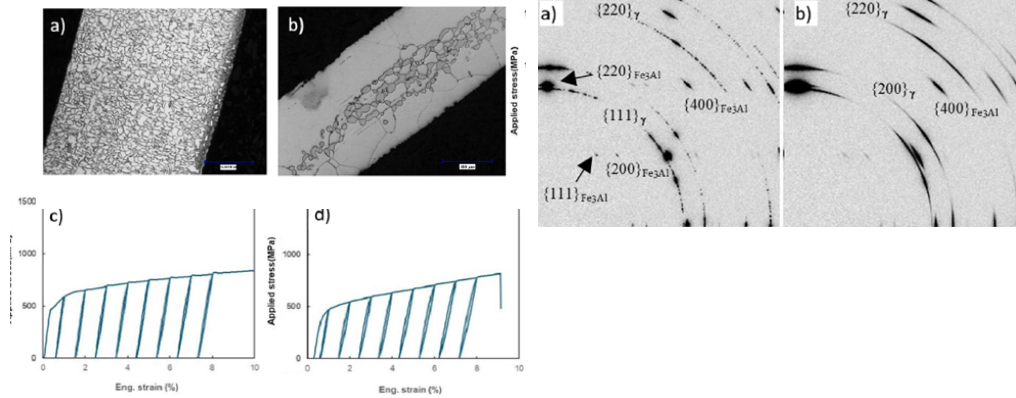 a)
b)
c)
1500
1000
500
0
0 2 4 6 8 10
Eng. strain (%)
Applied stress(MPa)
d)
Applied stress(MPa)
1000
500
0
0 2 4 6 8 10
Eng. strain (%)
a)
{220}γ
{220}Fe3Al
{400}Fe3Al
{111}γ
{200}Fe3Al
{111}Fe3Al
b)
{220}γ
{200}γ
{400}Fe3Al